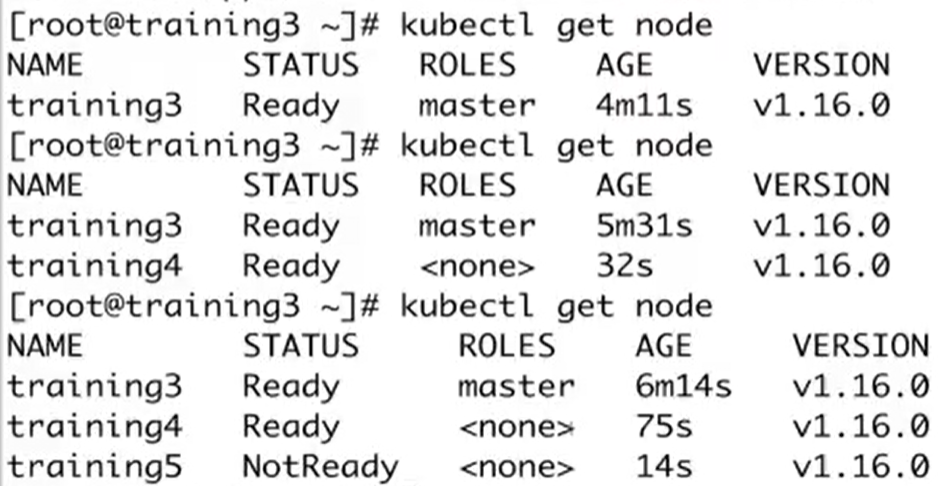 [root@training3 ~]# kubectl get node
NAME STATUS ROLES AGE VERSION
training3 Ready master 4m11s v1.16.0
[root@training3 ~]# kubectl get node
NAME STATUS ROLES AGE VERSION
training3 Ready master 5m31s v1.16.0
training4 Ready <none> 32s v1.16.0
[root@training3 ~]# kubectl get node
NAME STATUS ROLES AGE VERSION
training3 Ready master 6m14s v1.16.0
training4 Ready <none> 75s v1.16.0
training5 NotReady <none> 14s v1.16.0